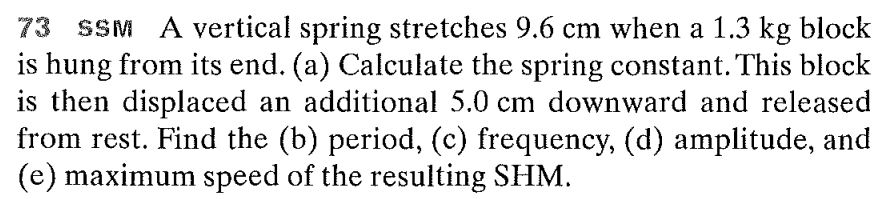 73 SSM A vertical spring stretches 9.6 cm when a 1.3 kg block
is hung from its end. (a) Calculate the spring constant. This block
is then displaced an additional 5.0 cm downward and released
from rest. Find the (b) period, (c) frequency, (d) amplitude, and
(e) maximum speed of the resulting SHM.